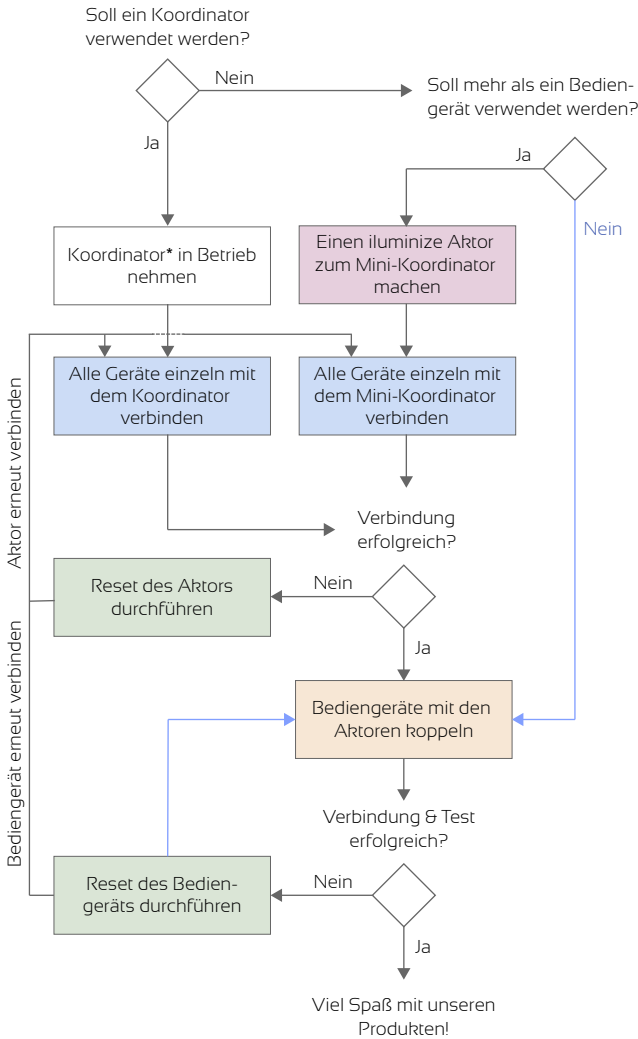 Soll ein Koordinator
verwendet werden?
Nein
Soll mehr als ein Bedien-
gerät verwendet werden?
Ja
Ja
Nein
Koordinator* in Betrieb
nehmen
Einen iluminize Aktor
zum Mini-Koordinator
machen
Alle Geräte einzeln mit
dem Koordinator
verbinden
Alle Geräte einzeln mit
dem Mini-Koordinator
verbinden
Aktor erneut verbinden
Verbindung
erfolgreich?
Reset des Aktors
durchführen
Nein
Ja
Bediengerät erneut verbinden
Bediengeräte mit den
Aktoren koppeln
Verbindung & Test
erfolgreich?
Reset des Bedien-
geräts durchführen
Nein
Ja
Viel Spaß mit unseren
Produkten!